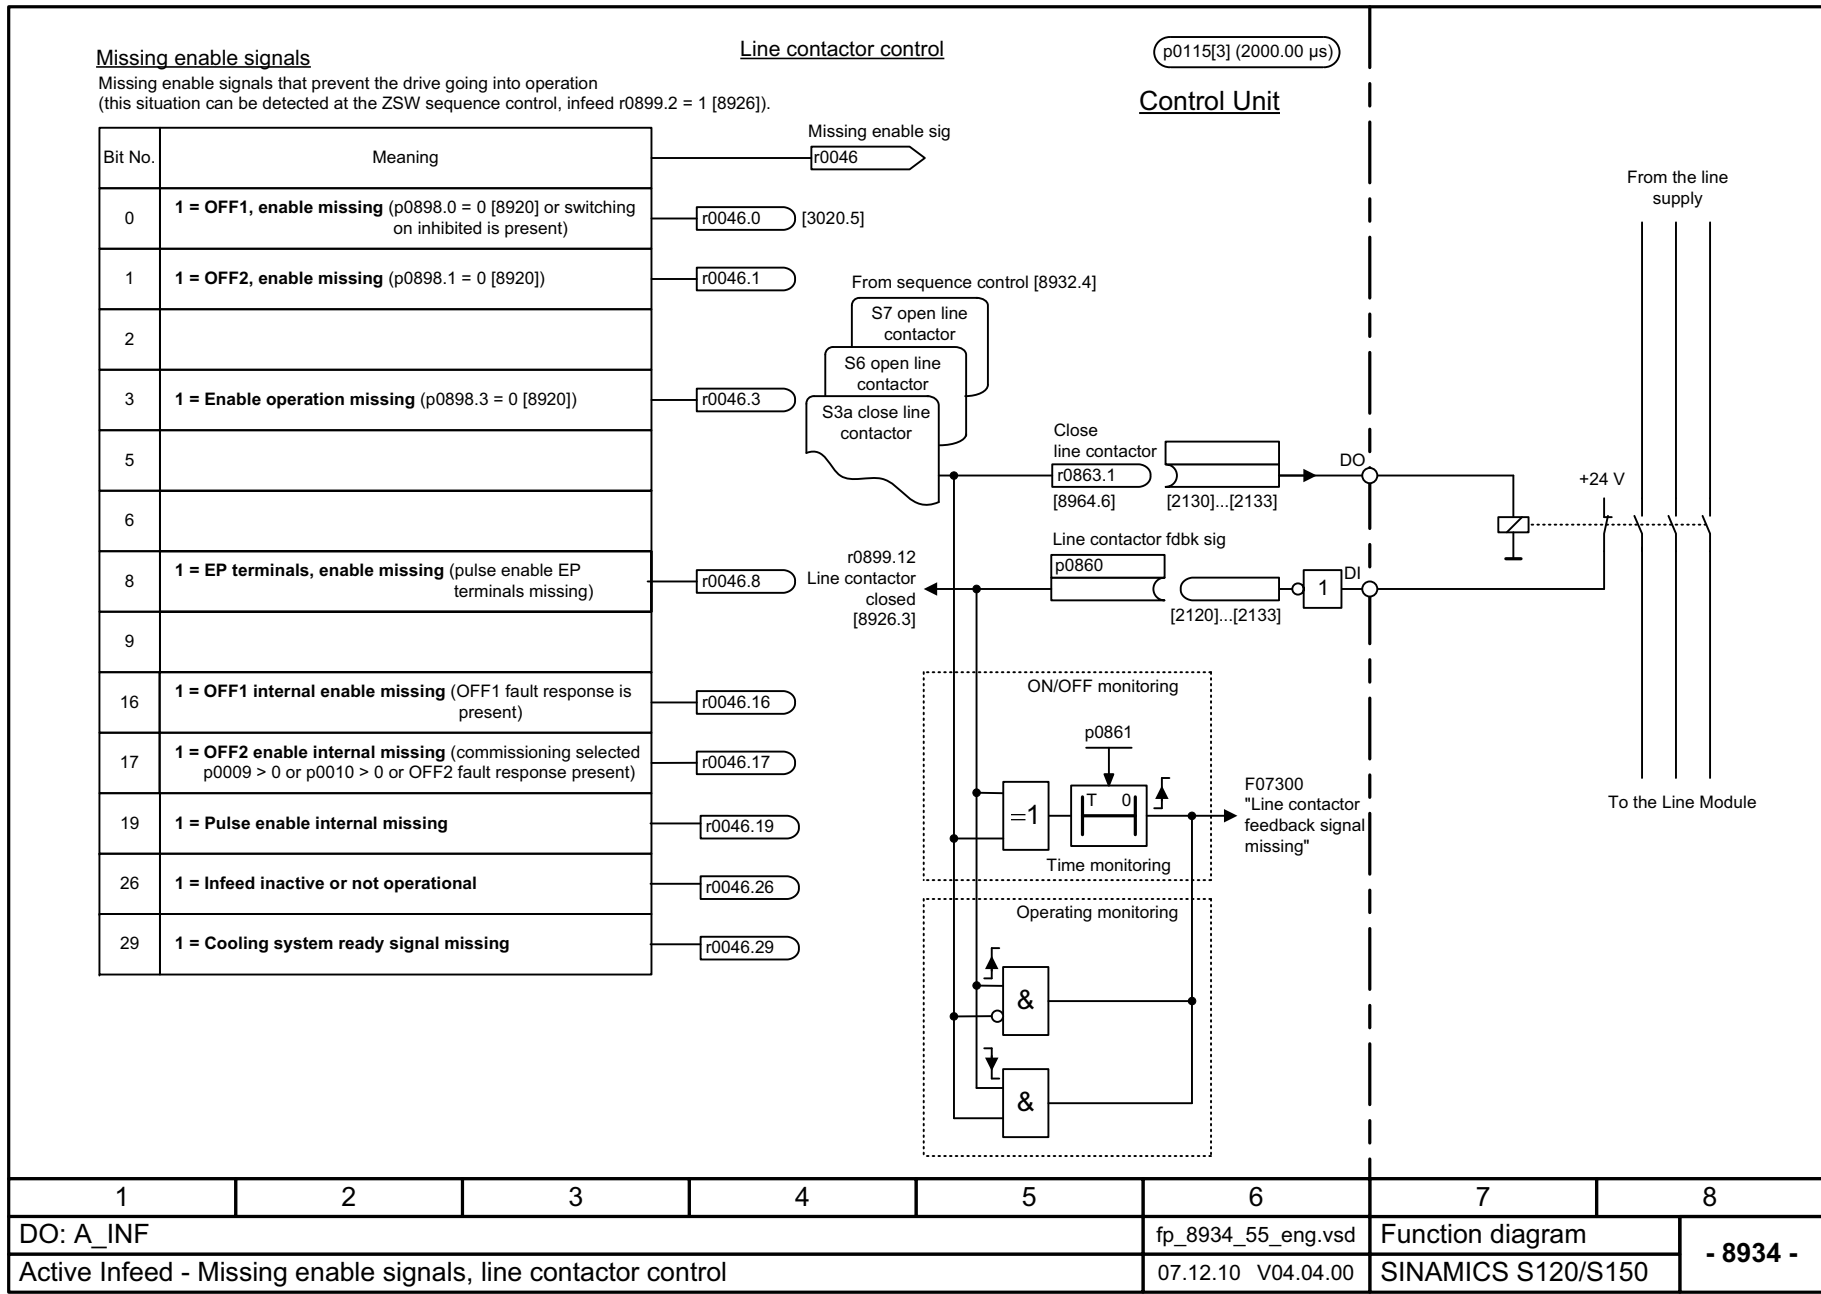 Missing enable signals
Missing enable signals that prevent the drive going into operation
(this situation can be detected at the ZSW sequence control, infeed r0899.2 = 1 [8926]).
Line contactor control
p0115[3] (2000.00 µs)
Control Unit
Bit No.
Meaning
Missing enable sig
r0046
0
1 = OFF1, enable missing (p0898.0 = 0 [8920] or switching
on inhibited is present)
r0046.0
[3020.5]
1
1 = OFF2, enable missing (p0898.1 = 0 [8920])
r0046.1
2
3
1 = Enable operation missing (p0898.3 = 0 [8920])
r0046.3
5
6
8
1 = EP terminals, enable missing (pulse enable EP
terminals missing)
r0046.8
9
16
1 = OFF1 internal enable missing (OFF1 fault response is
present)
r0046.16
17
1 = OFF2 enable internal missing (commissioning selected
p0009 > 0 or p0010 > 0 or OFF2 fault response present)
r0046.17
19
1 = Pulse enable internal missing
r0046.19
26
1 = Infeed inactive or not operational
r0046.26
29
1 = Cooling system ready signal missing
r0046.29
From sequence control [8932.4]
S7 open line
contactor
S6 open line
contactor
S3a close line
contactor
Close
line contactor
r0863.1
[8964.6]
[2130]...[2133]
DO
Line contactor fdbk sig
p0860
[2120]...[2133]
1
DI
r0899.12
Line contactor
closed
[8926.3]
From the line
supply
+24 V
To the Line Module
ON/OFF monitoring
p0861
=1
T 0
Time monitoring
F07300
"Line contactor
feedback signal
missing"
Operating monitoring
&
&
1 2 3 4 5 6 7 8
DO: A_INF
fp_8934_55_eng.vsd
Function diagram
- 8934 -
Active Infeed - Missing enable signals, line contactor control
07.12.10 V04.04.00
SINAMICS S120/S150